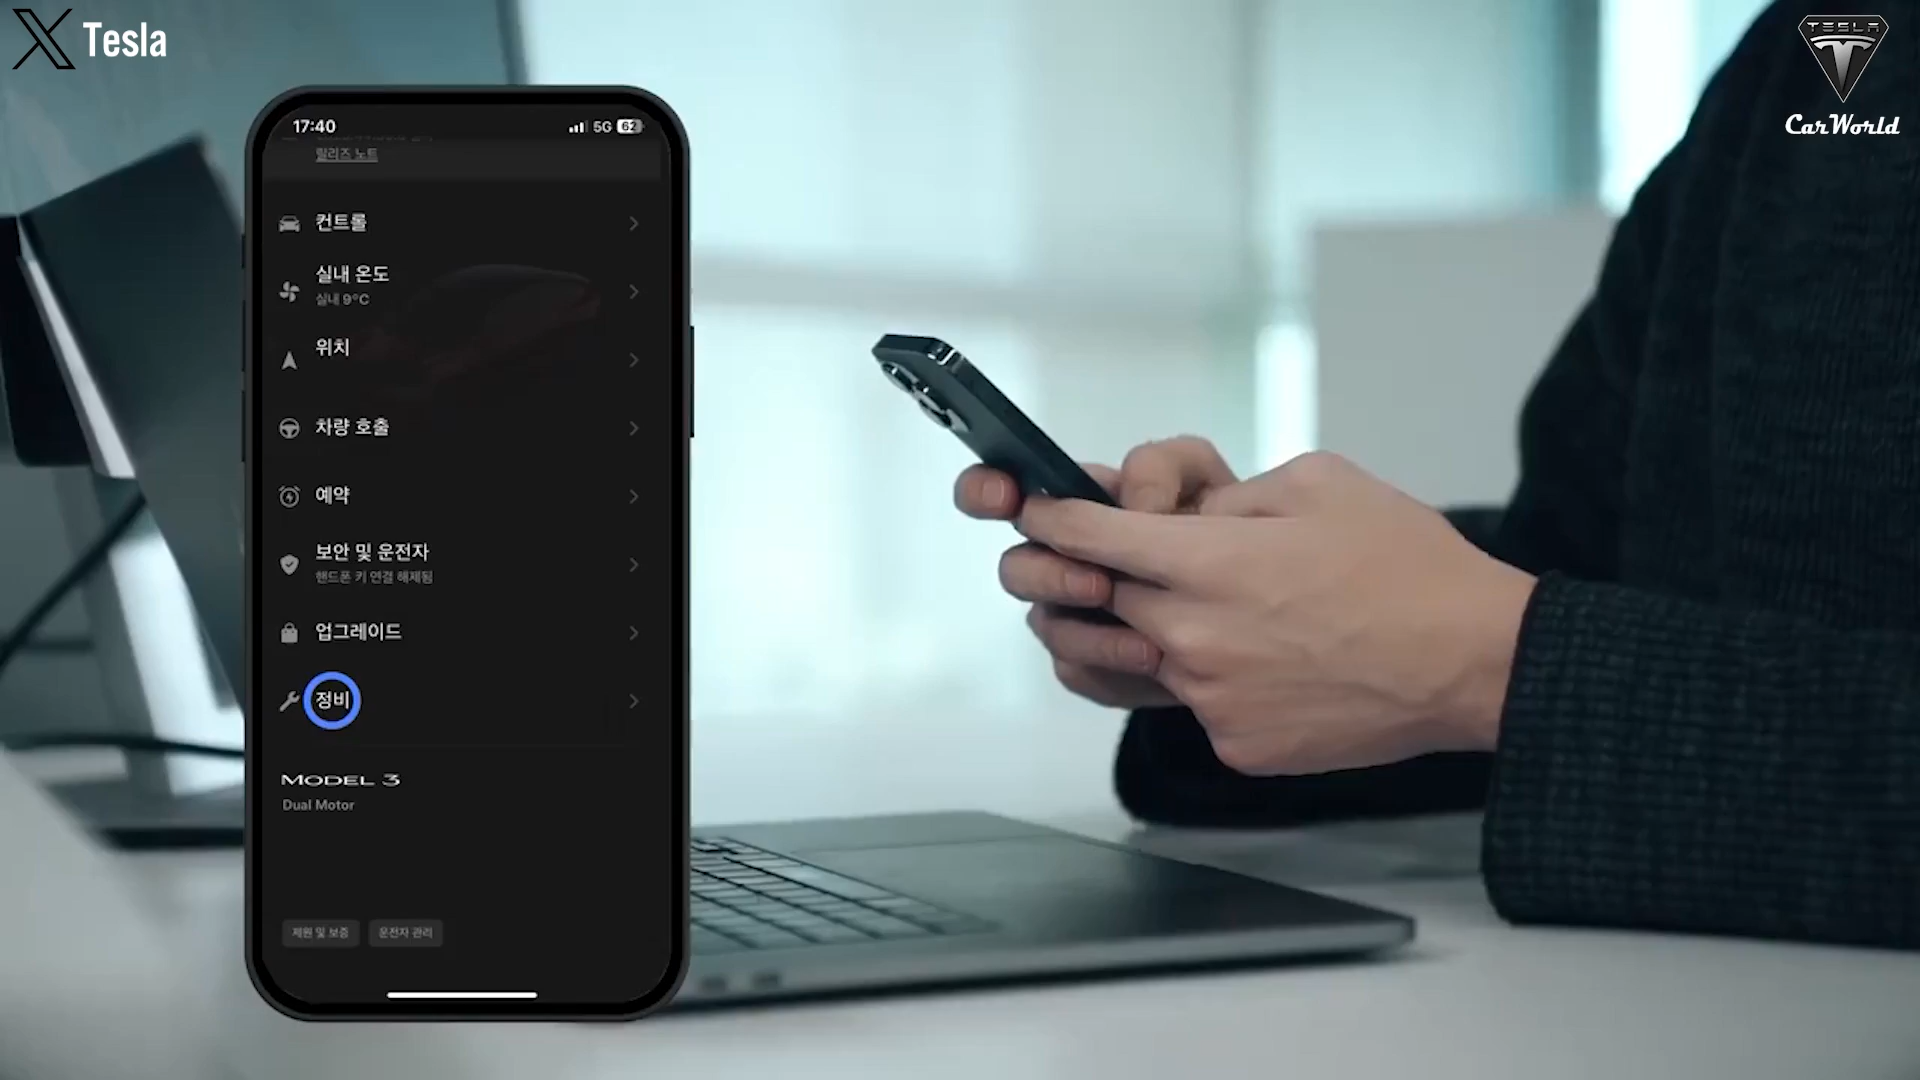 X Tesla
TESLA
CarWorld
17:40
5G 62
릴리즈 노트
컨트롤
실내 온도
실내 9°C
위치
차량 호출
예약
보안 및 운전자
핸드폰 키 연결 해제됨
업그레이드
정비
MODEL 3
Dual Motor
제원 및 보증
운전자 관리